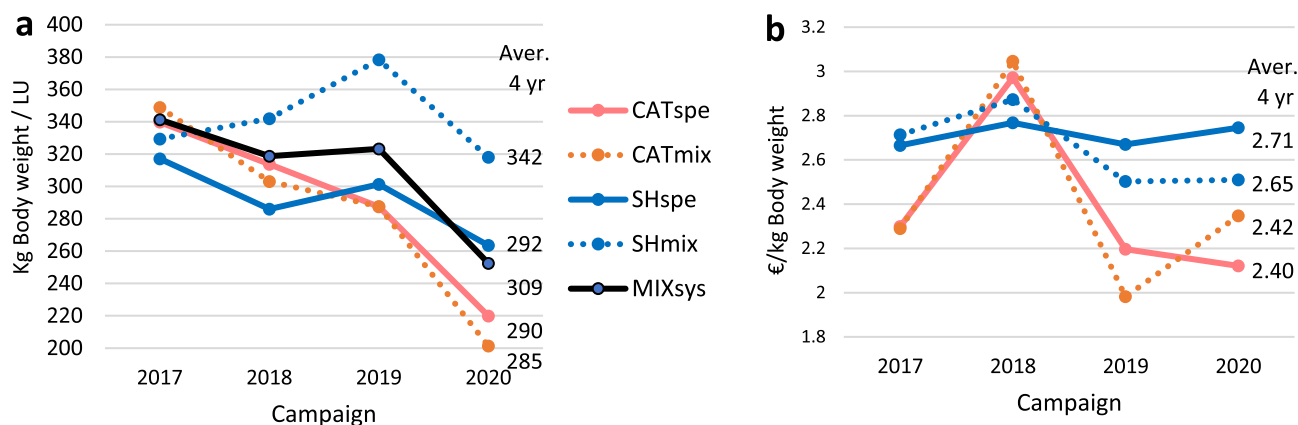 a
400
380
360
340
320
300
280
260
240
220
200
Kg Body weight / LU
2017 2018 2019 2020
Campaign
Aver.
4 yr
342
292
309
290
285
CATspe
CATmix
SHspe
SHmix
MIXsys
b
3.2
3
2.8
2.6
2.4
2.2
2
1.8
€/kg Body weight
2017 2018 2019 2020
Campaign
Aver.
4 yr
2.71
2.65
2.42
2.40